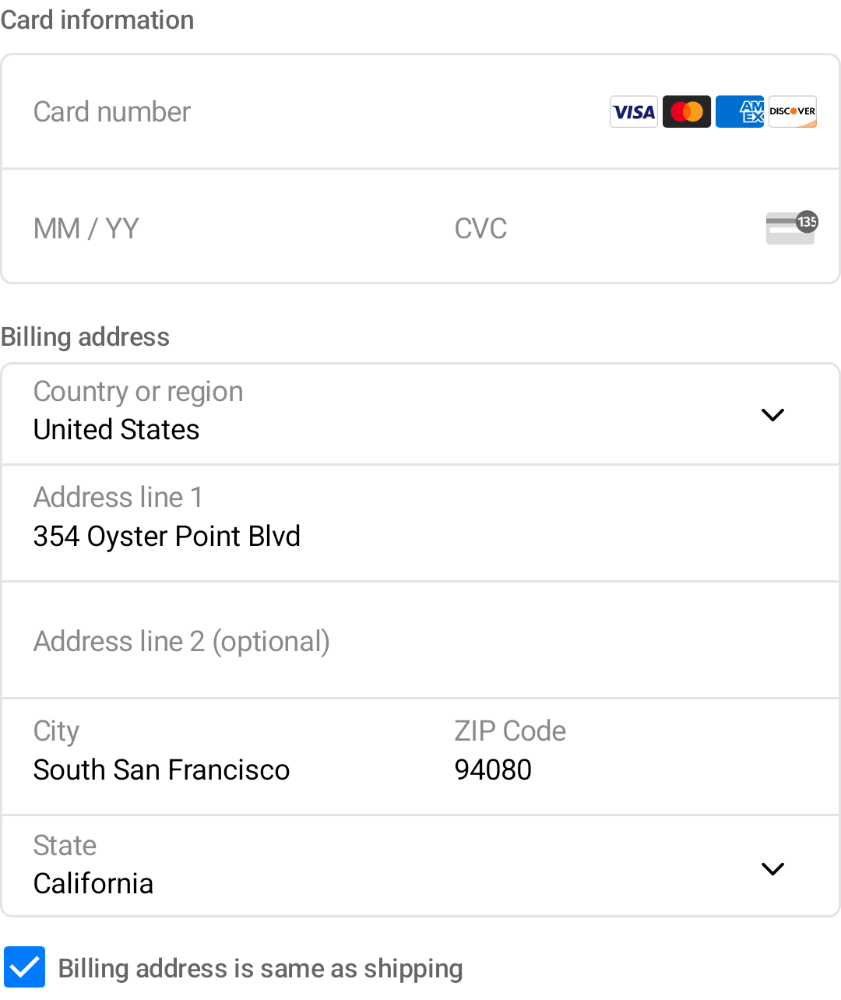 Card information
Card number VISA AMEX DISCOVER
MM / YY CVC 135
Billing address
Country or region
United States
Address line 1
354 Oyster Point Blvd
Address line 2 (optional)
City ZIP Code
South San Francisco 94080
State
California
Billing address is same as shipping